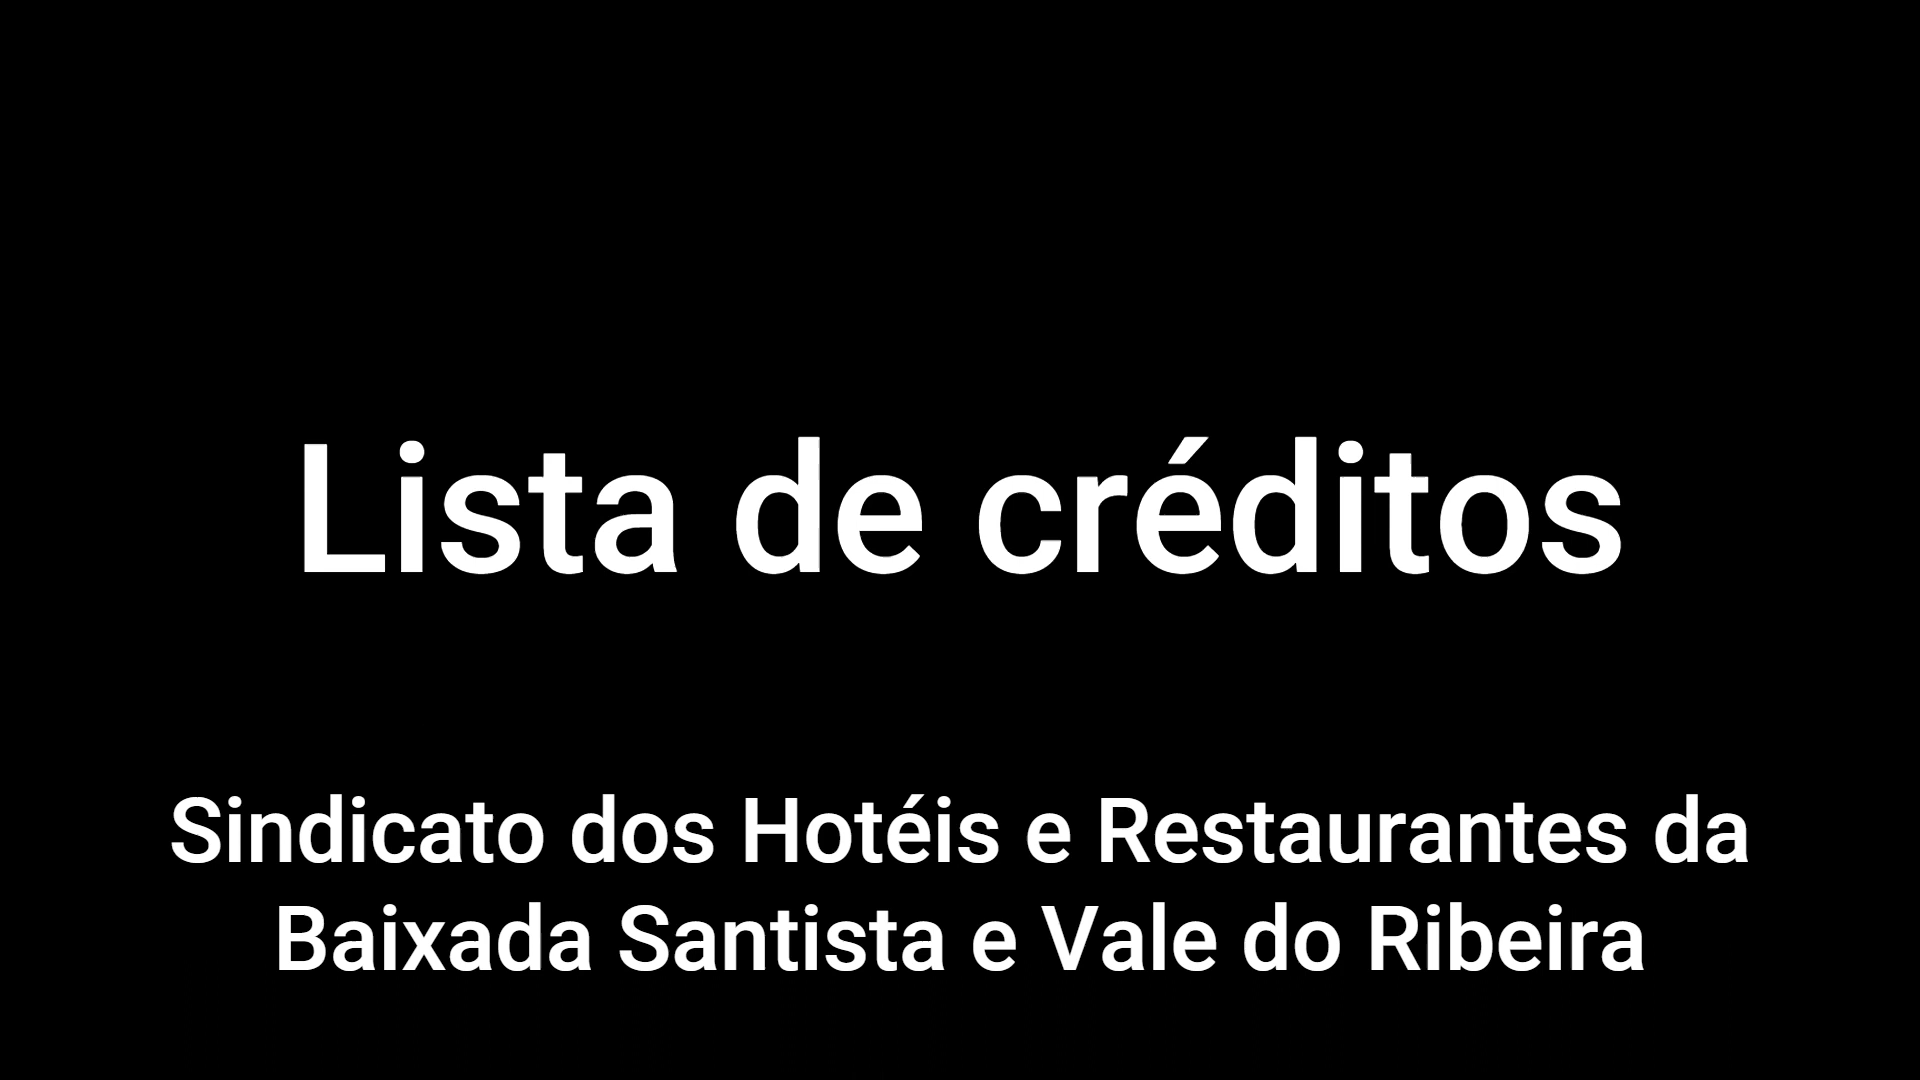 Lista de créditos
Sindicato dos Hotéis e Restaurantes da
Baixada Santista e Vale do Ribeira